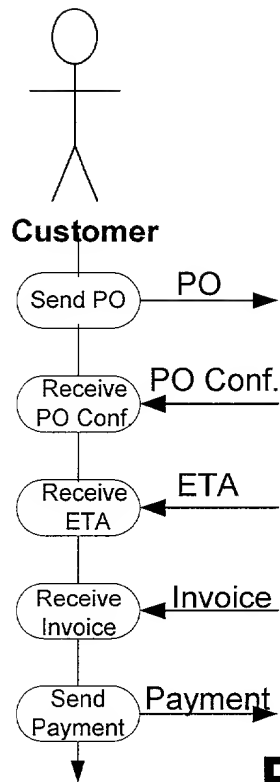 Customer
Send PO
PO
Receive
PO Conf.
PO Conf.
Receive
ETA
ETA
Receive
Invoice
Invoice
Send
Payment
Payment